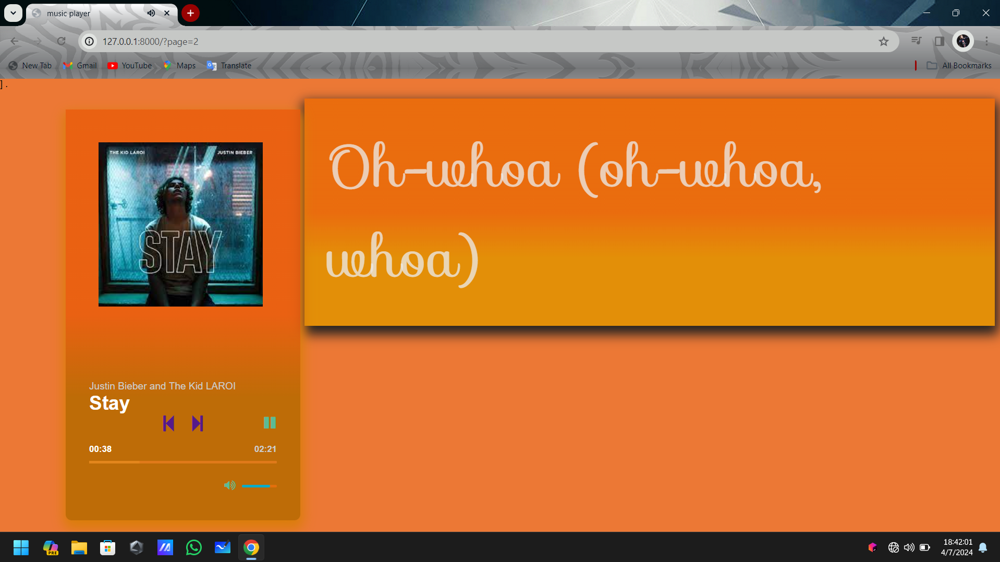 music player
127.0.0.1:8000/?page=2
New Tab Gmail YouTube Maps Translate All Bookmarks
] .
THE KID LAROI JUSTIN BIEBER
STAY
Oh-whoa (oh-whoa,
whoa)
Justin Bieber and The Kid LAROI
Stay
00:38 02:21
PRE
18:42:01
4/7/2024